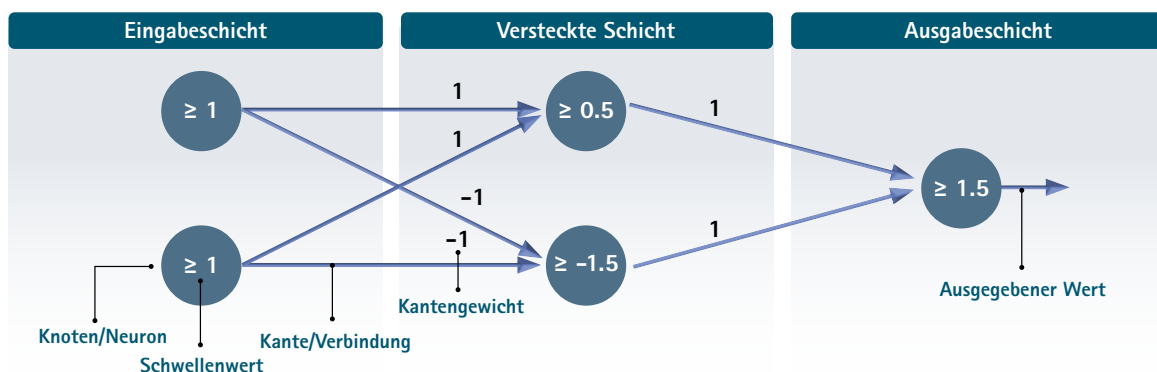 Eingabeschicht
Versteckte Schicht
Ausgabeschicht
≥ 1
1
≥ 0.5
1
1
≥ 1.5
-1
1
≥ 1
-1
≥ -1.5
Ausgegebener Wert
Kantengewicht
Knoten/Neuron
Kante/Verbindung
Schwellenwert